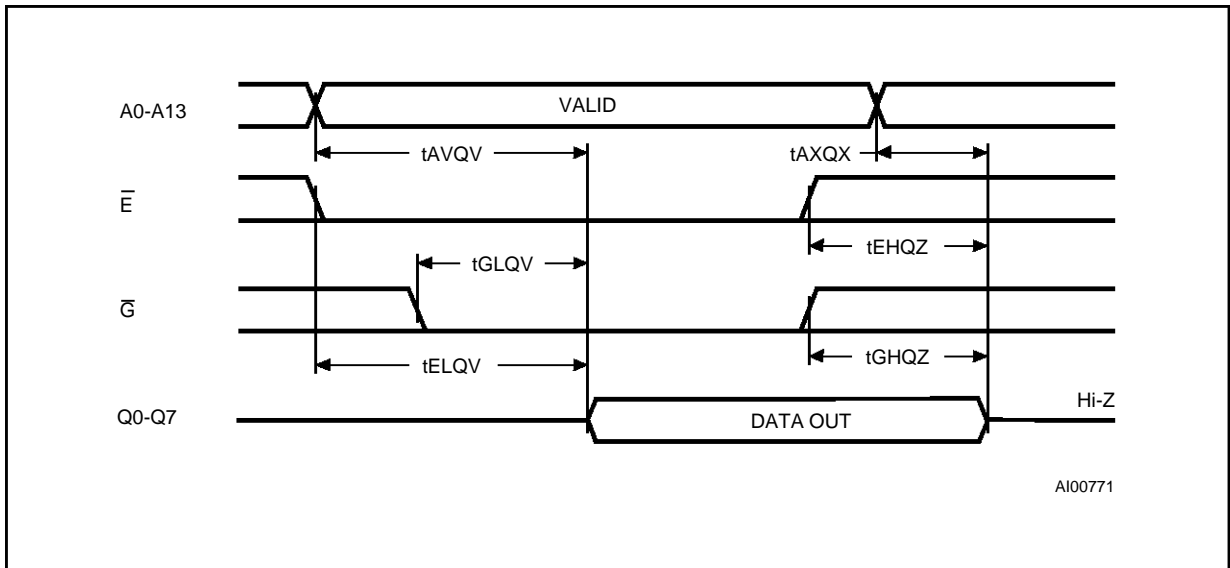 A0-A13
VALID
tAVQV
tAXQX
E̅
tEHQZ
tGLQV
G̅
tGHQZ
tELQV
Hi-Z
Q0-Q7
DATA OUT
AI00771